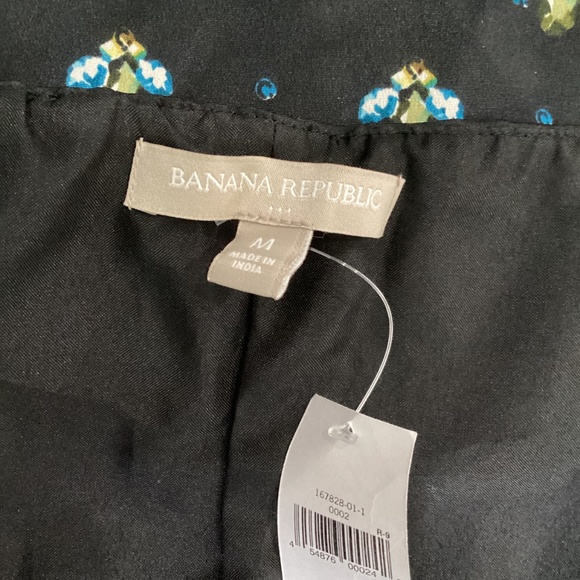 BANANA REPUBLIC
M
MADE IN
INDIA
167828-01-1
0002
R-9
4 54876 00024